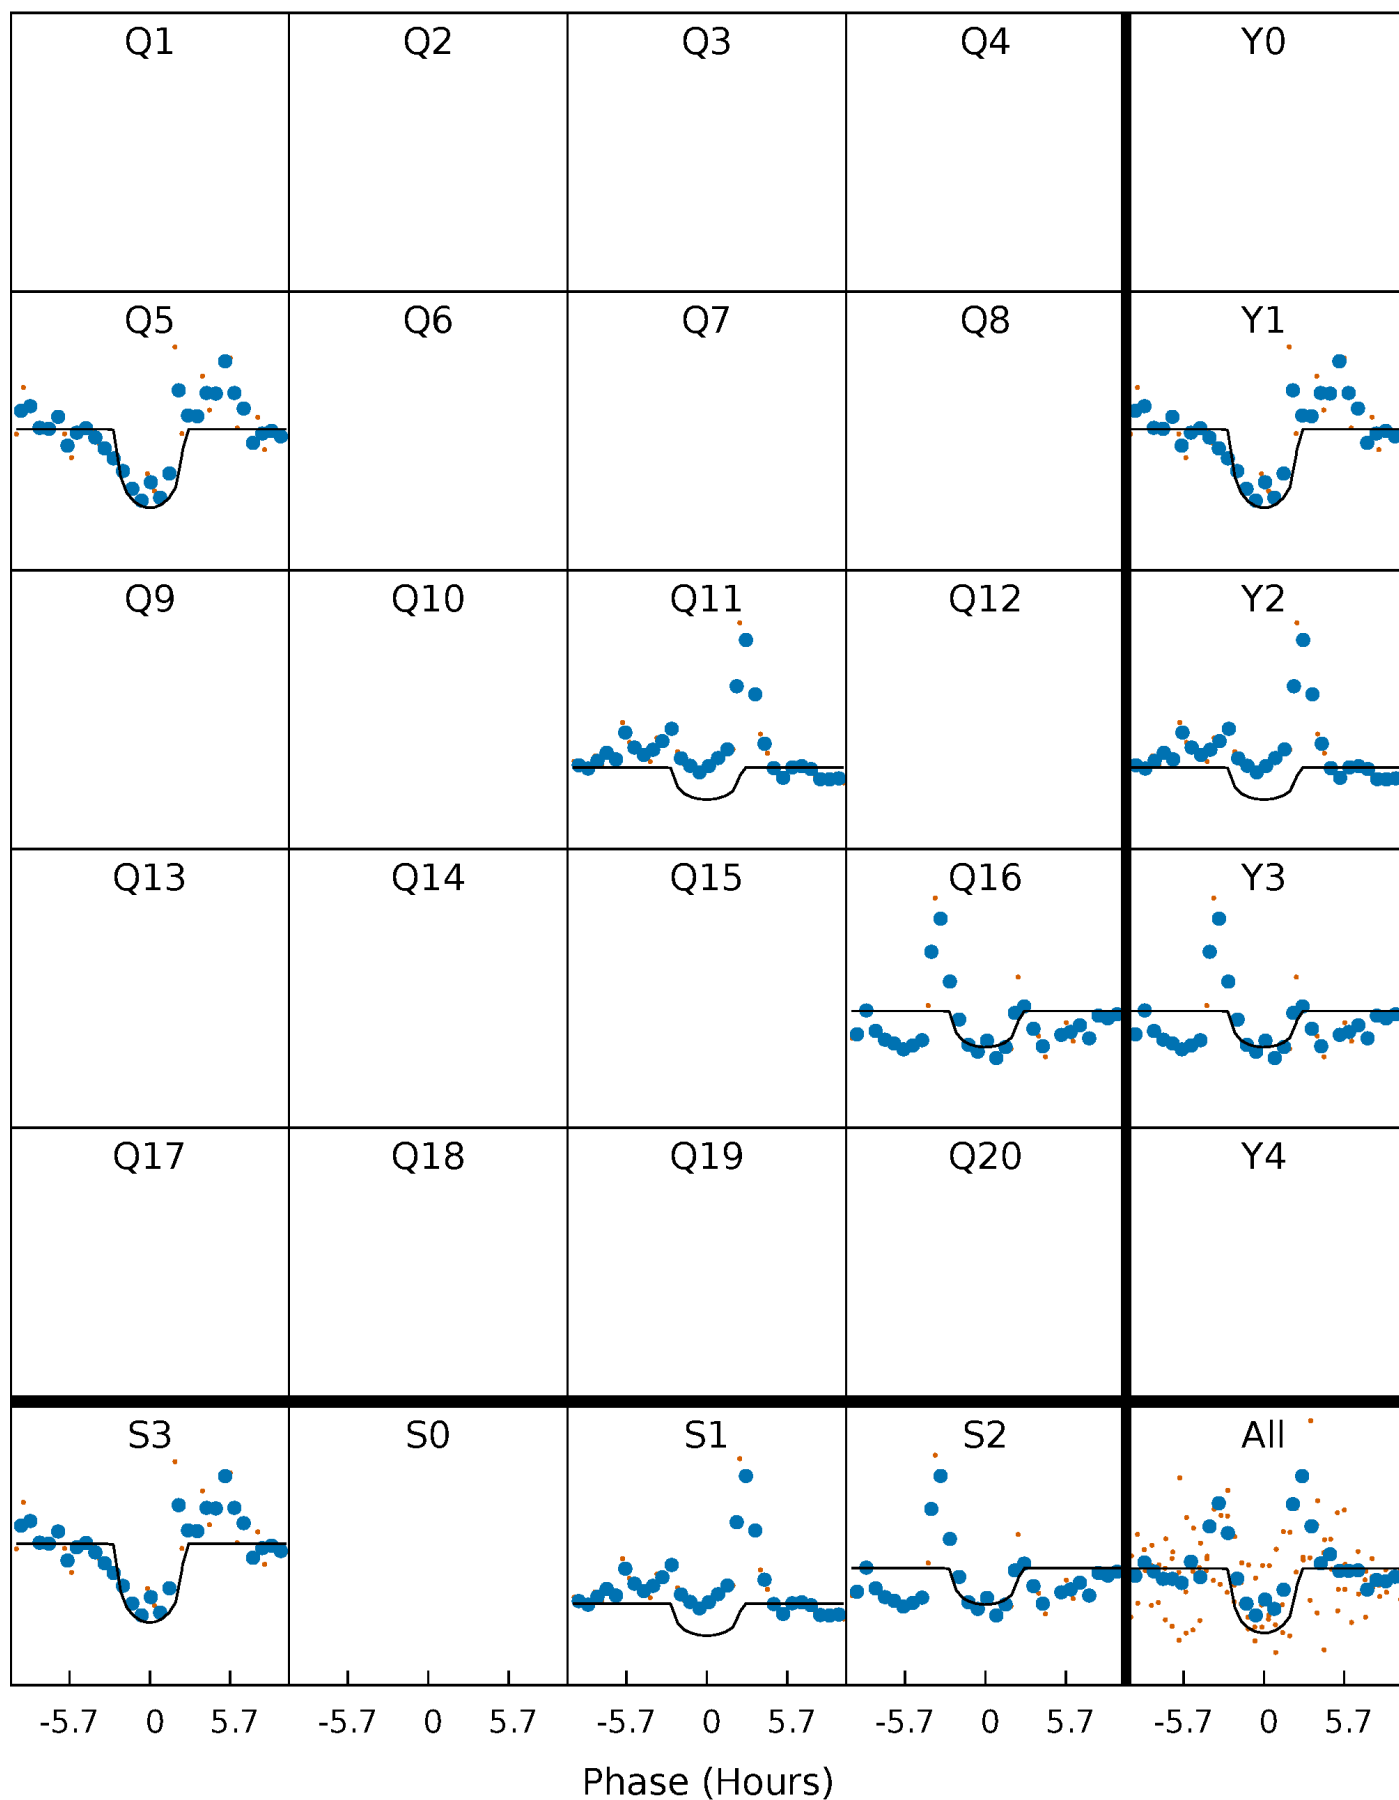 Q1 Q2 Q3 Q4 Y0
Q5 Q6 Q7 Q8 Y1
Q9 Q10 Q11 Q12 Y2
Q13 Q14 Q15 Q16 Y3
Q17 Q18 Q19 Q20 Y4
S3 S0 S1 S2 All
-5.7 0 5.7 -5.7 0 5.7 -5.7 0 5.7 -5.7 0 5.7 -5.7 0 5.7
Phase (Hours)